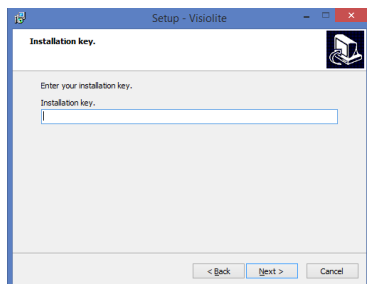 Setup - Visiolite
Installation key.
Enter your installation key.
Installation key.
< Back
Next >
Cancel